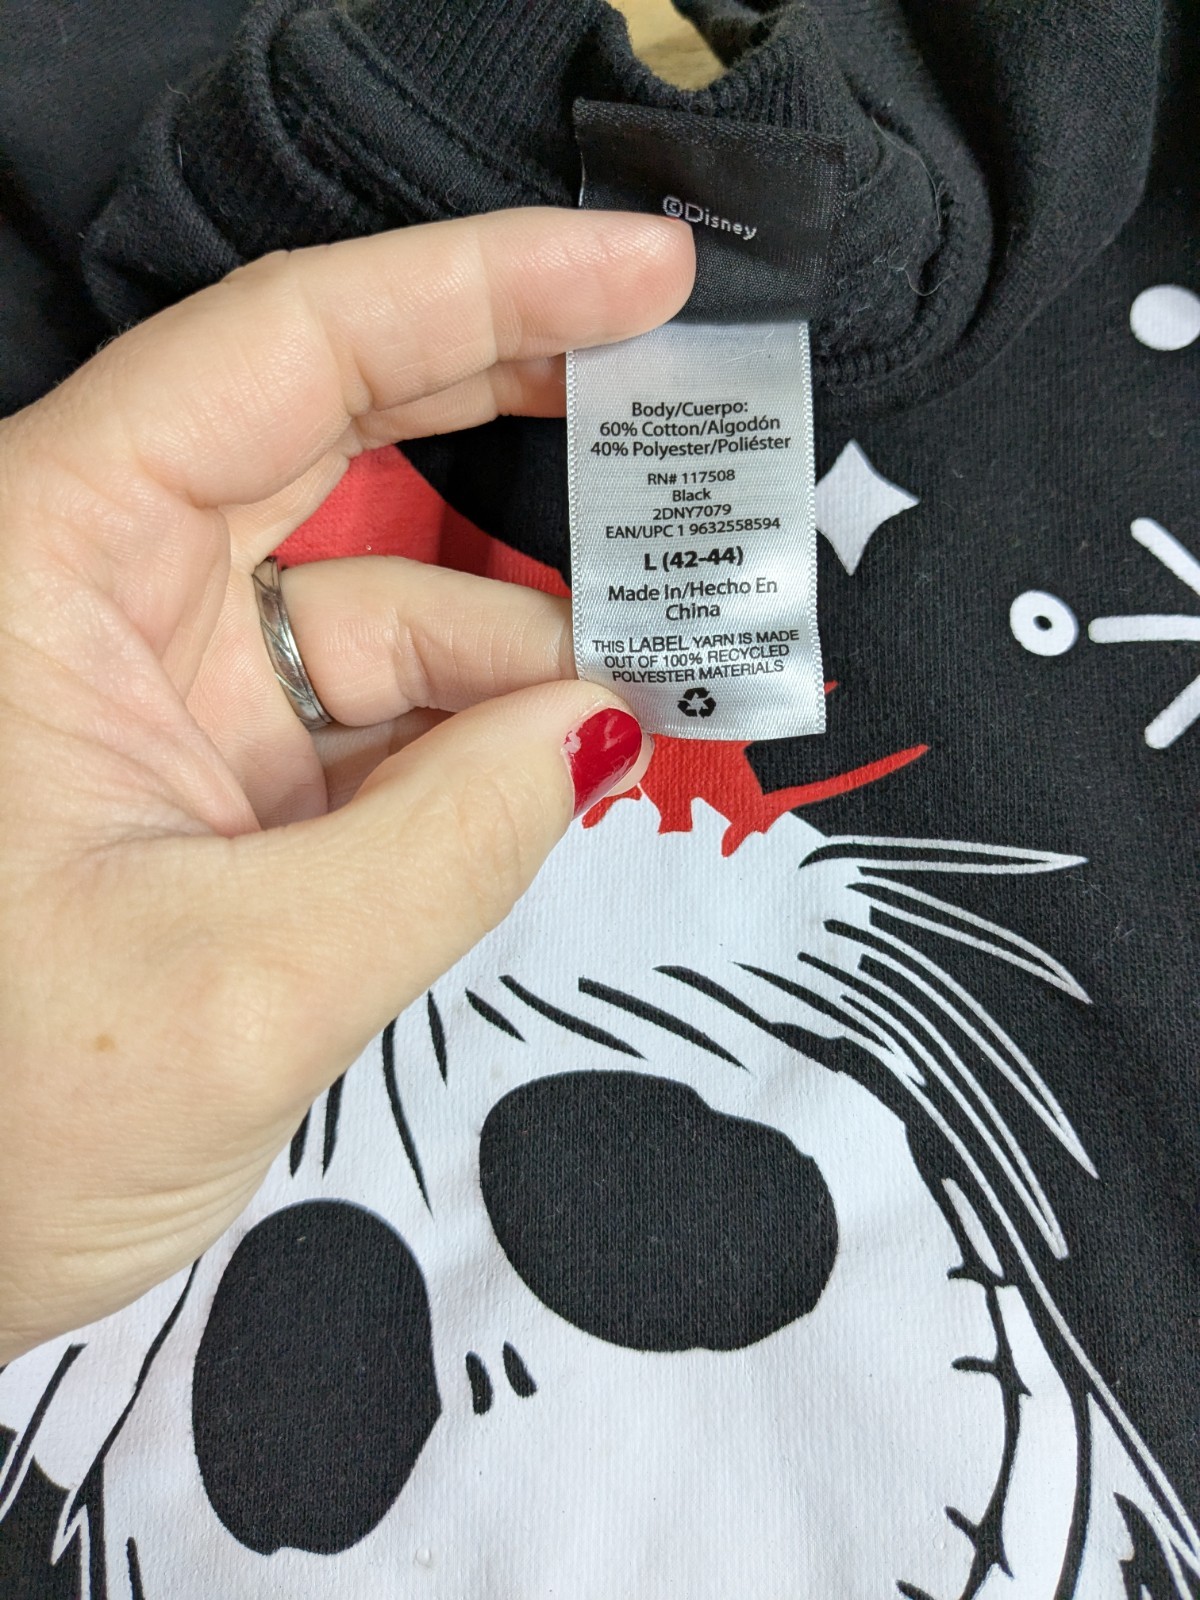 ©Disney
Body/Cuerpo:
60% Cotton/Algodón
40% Polyester/Poliéster
RN# 117508
Black
2DNY7079
EAN/UPC 1 9632558594
L (42-44)
Made In/Hecho En
China
THIS LABEL YARN IS MADE
OUT OF 100% RECYCLED
POLYESTER MATERIALS